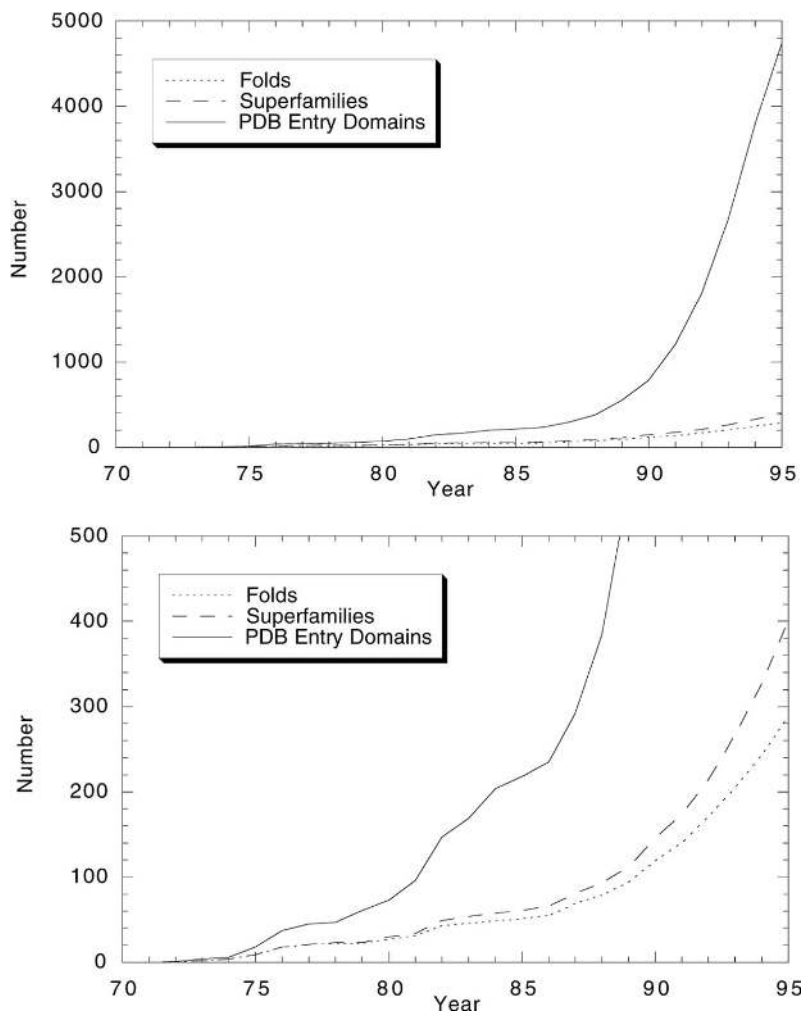 5000
4000
3000
2000
1000
0
Number
Folds
Superfamilies
PDB Entry Domains
70 75 80 85 90 95
Year
500
400
300
200
100
0
Number
Folds
Superfamilies
PDB Entry Domains
70 75 80 85 90 95
Year